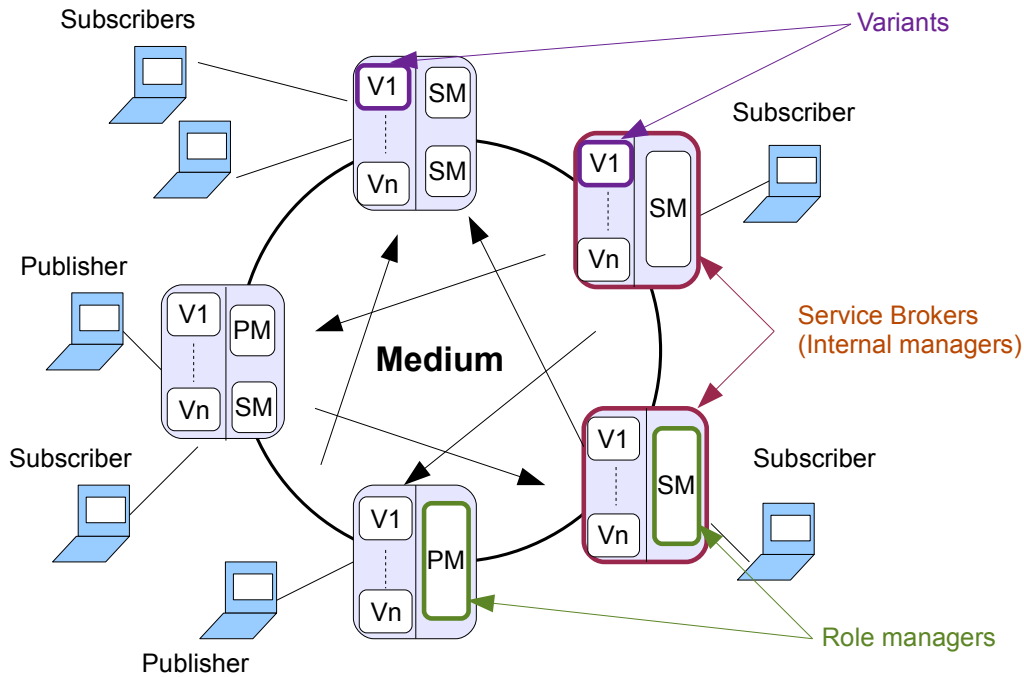 Subscribers
Variants
V1
SM
Vn
SM
Subscriber
V1
SM
Vn
Publisher
V1
PM
Vn
SM
Medium
Service Brokers
(Internal managers)
Subscriber
V1
SM
Vn
Subscriber
V1
PM
Vn
Publisher
Role managers